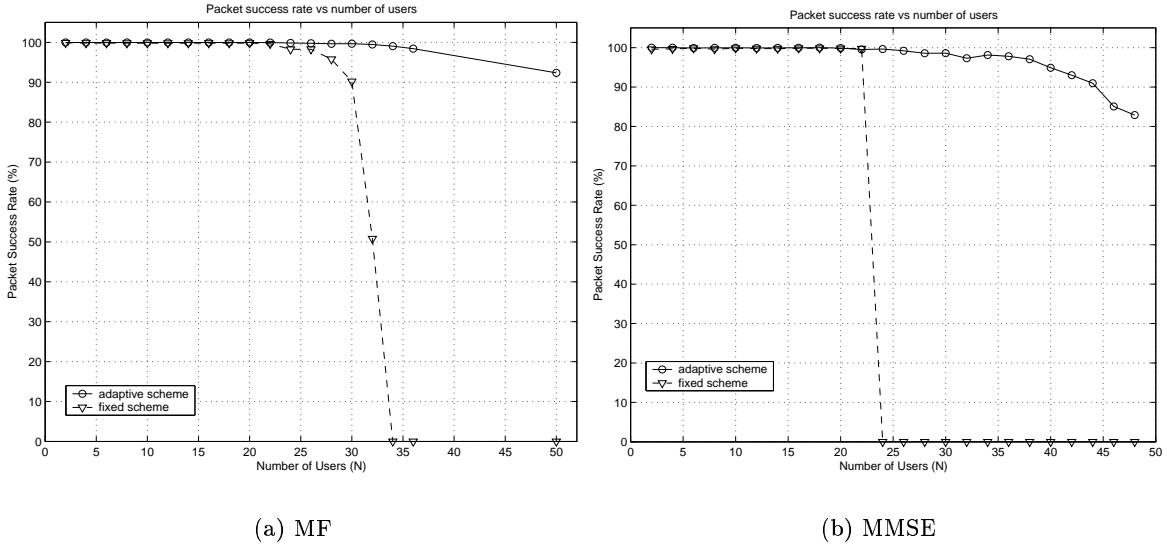 Packet success rate vs number of users
100
90
80
70
60
50
40
30
20
10
0
Packet Success Rate (%)
adaptive scheme
fixed scheme
0 5 10 15 20 25 30 35 40 45 50
Number of Users (N)
(a) MF
Packet success rate vs number of users
100
90
80
70
60
50
40
30
20
10
0
Packet Success Rate (%)
adaptive scheme
fixed scheme
0 5 10 15 20 25 30 35 40 45 50
Number of Users (N)
(b) MMSE